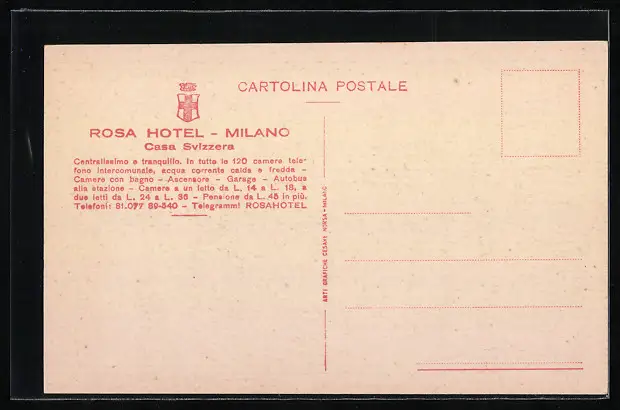 CARTOLINA POSTALE
ROSA HOTEL - MILANO
Casa Svizzera
Centralissimo e tranquillo. In tutte le 120 camere tele-
fono intercomunale, acqua corrente calda e fredda -
Camere con bagno - Ascensore - Garage - Autobus
alla stazione - Camere a un letto da L. 14 a L. 18, a
due letti da L. 24 a L. 36 - Pensione da L. 45 in più.
Telefoni: 81.077 89-340 - Telegrammi ROSAHOTEL
ARTI GRAFICHE CESARE NORSA - MILANO